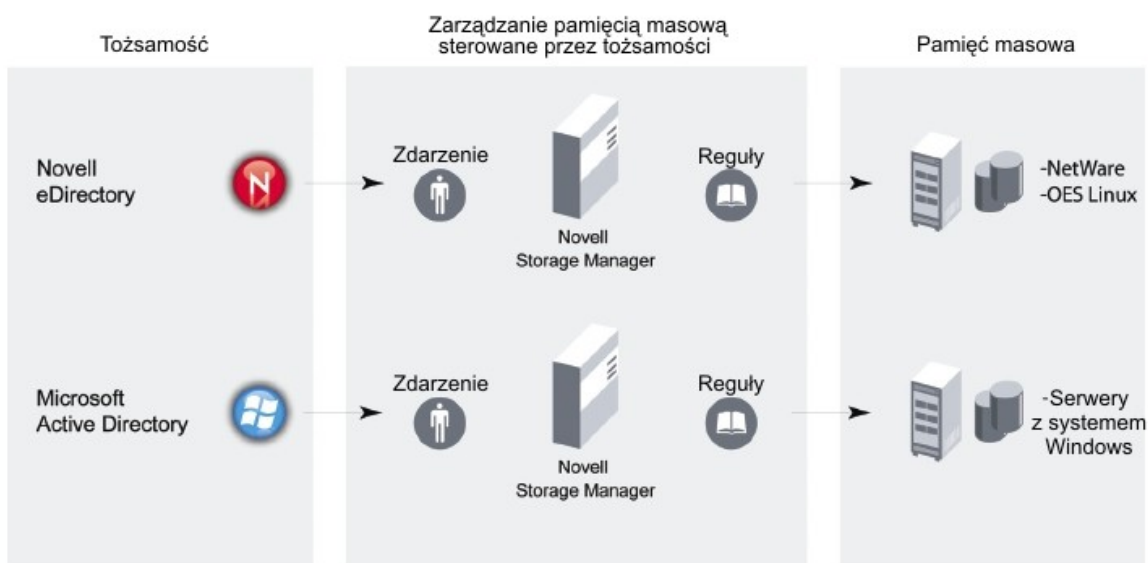 Tożsamość
Zarządzanie pamięcią masową
sterowane przez tożsamości
Pamięć masowa
Novell
eDirectory
N
Zdarzenie
Novell
Storage Manager
Reguły
-NetWare
-OES Linux
Microsoft
Active Directory
Zdarzenie
Novell
Storage Manager
Reguły
-Serwery
z systemem
Windows